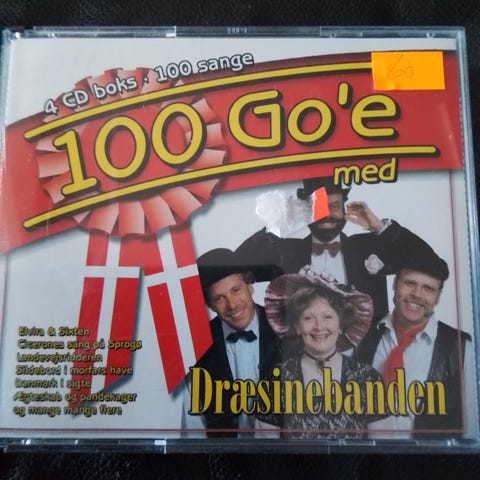 4 CD boks · 100 sange
100 Go'e
med
60
Elvira & Sixten
Cicerones sang på Sprogø
Landevejsridderen
Sildebord i morfars have
Danmark i sigte
Ægteskab og pandekager
og mange mange flere
Dræsinebanden